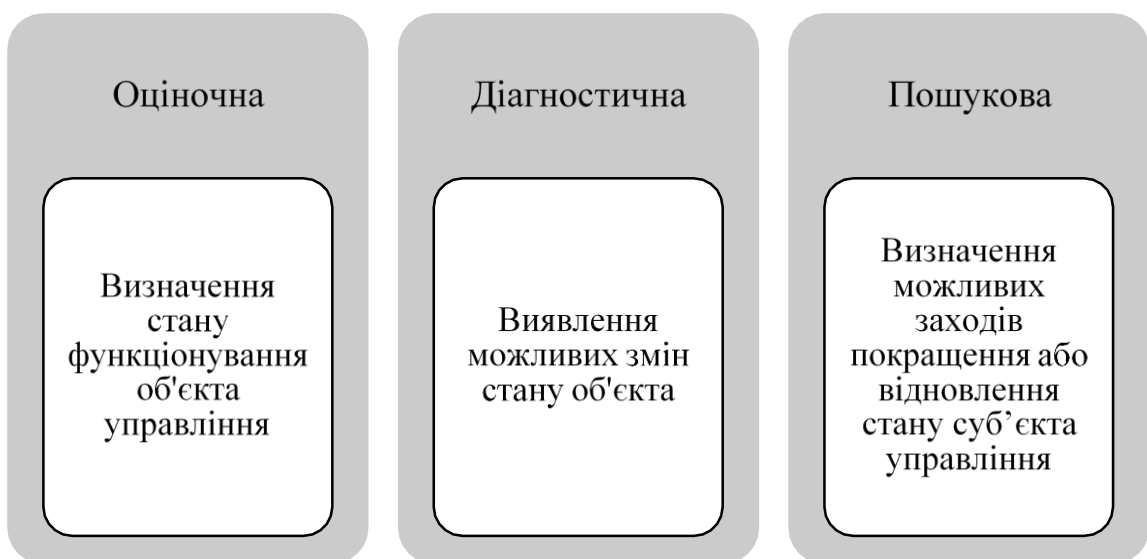 Оціночна
Визначення
стану
функціонування
об'єкта
управління
Діагностична
Виявлення
можливих змін
стану об'єкта
Пошукова
Визначення
можливих
заходів
покращення або
відновлення
стану суб’єкта
управління